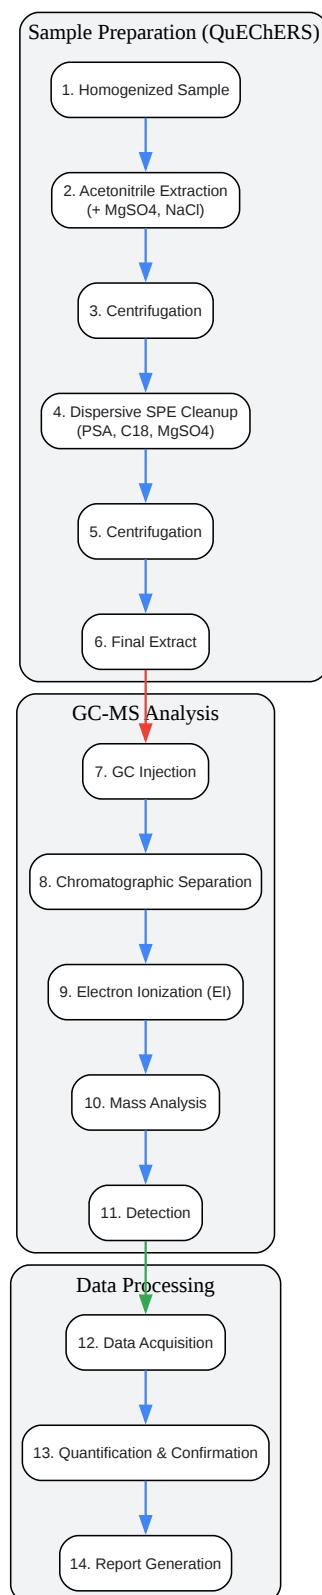 Sample Preparation (QuEChERS)
1. Homogenized Sample
2. Acetonitrile Extraction
(+ MgSO4, NaCl)
3. Centrifugation
4. Dispersive SPE Cleanup
(PSA, C18, MgSO4)
5. Centrifugation
6. Final Extract
GC-MS Analysis
7. GC Injection
8. Chromatographic Separation
9. Electron Ionization (EI)
10. Mass Analysis
11. Detection
Data Processing
12. Data Acquisition
13. Quantification & Confirmation
14. Report Generation